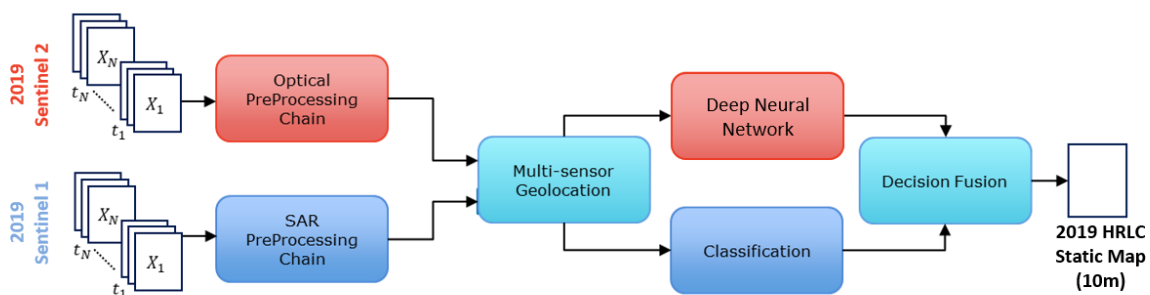 2019
Sentinel 2
X_N
t_N
X_1
t_1
Optical
PreProcessing
Chain
2019
Sentinel 1
X_N
t_N
X_1
t_1
SAR
PreProcessing
Chain
Multi-sensor
Geolocation
Deep Neural
Network
Classification
Decision Fusion
2019 HRLC
Static Map
(10m)